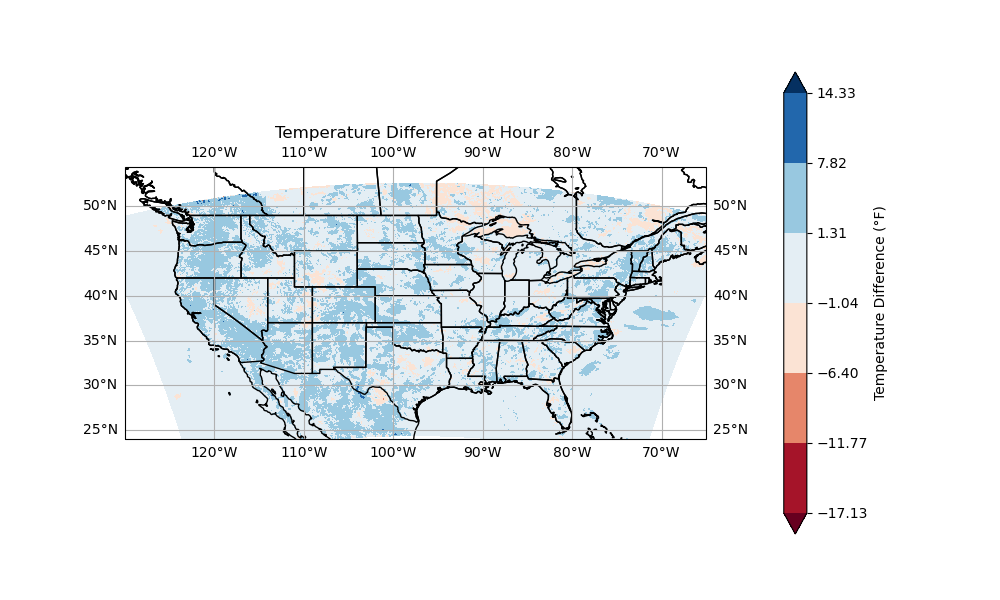 Temperature Difference at Hour 2
120°W 110°W 100°W 90°W 80°W 70°W
50°N 50°N
45°N 45°N
40°N 40°N
35°N 35°N
30°N 30°N
25°N 25°N
120°W 110°W 100°W 90°W 80°W 70°W
14.33
7.82
1.31
−1.04
−6.40
−11.77
−17.13
Temperature Difference (°F)